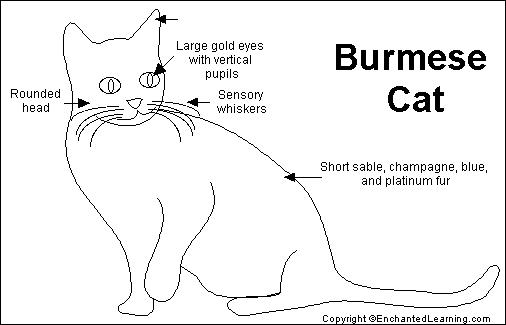 Burmese
Cat
Large gold eyes
with vertical
pupils
Rounded
head
Sensory
whiskers
Short sable, champagne, blue,
and platinum fur
Copyright ©EnchantedLearning.com